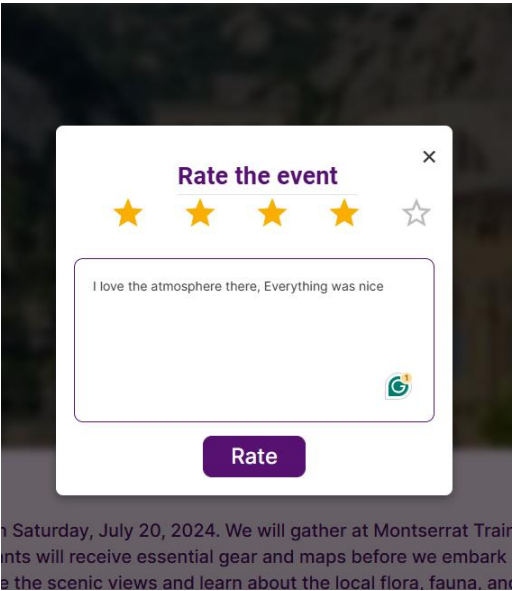 ×
Rate the event
I love the atmosphere there, Everything was nice
1
Rate
n Saturday, July 20, 2024. We will gather at Montserrat Train
nts will receive essential gear and maps before we embark
e the scenic views and learn about the local flora, fauna, and